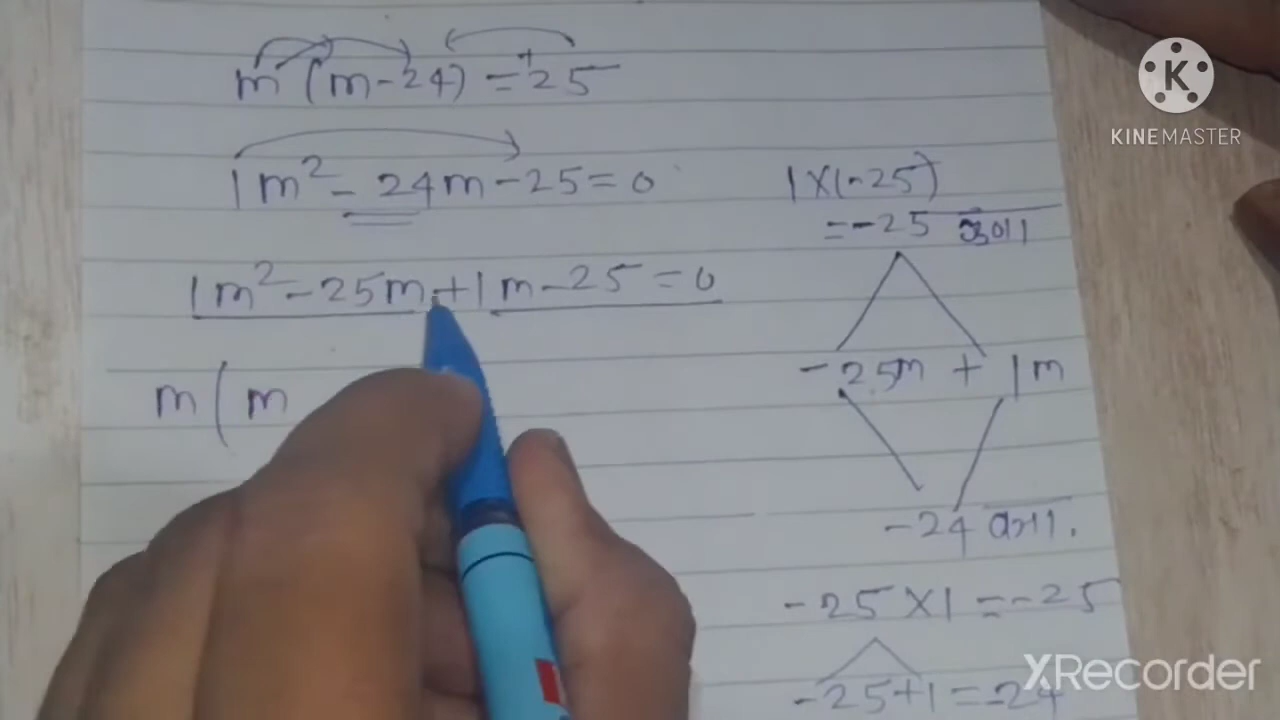 m (m-24) = +25
1m² - 24m - 25 = 0
1m² - 25m + 1m - 25 = 0
m ( m
1 x (-25)
= -25
-25m + 1m
-24
-25 x 1 = -25
-25 + 1 = -24
K
KINEMASTER
XRecorder